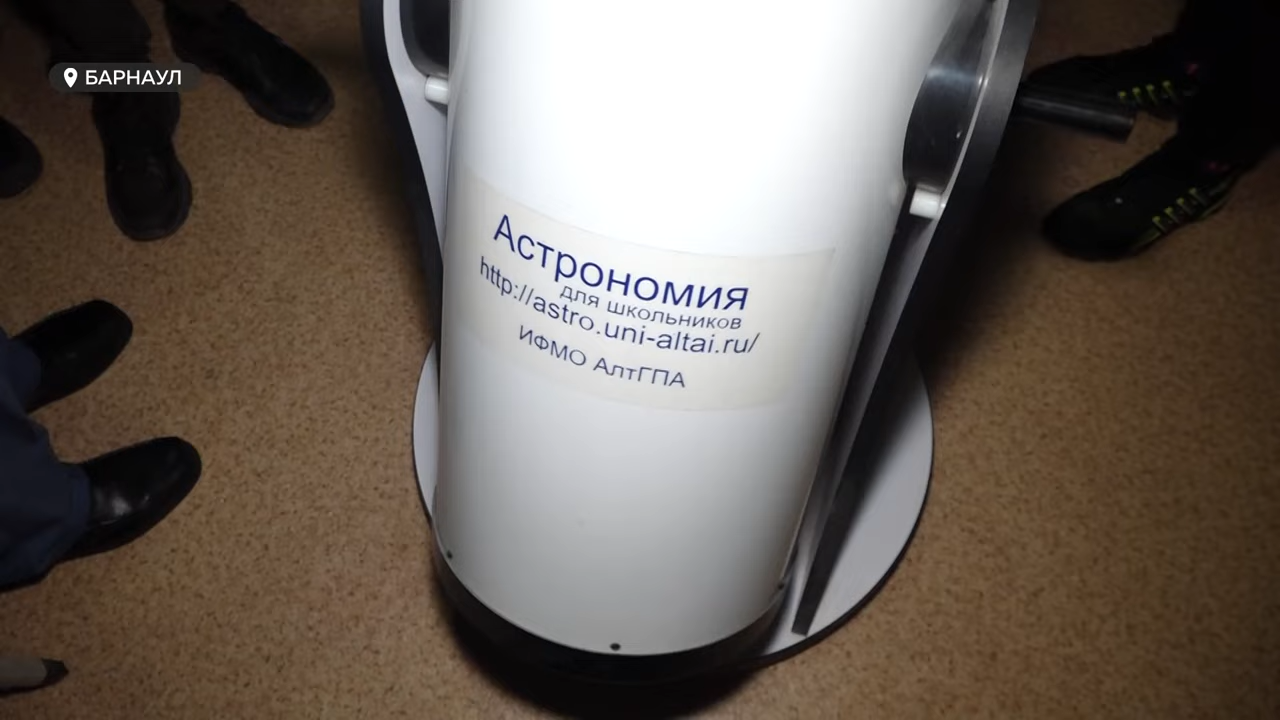 БАРНАУЛ
Астрономия
для школьников
http://astro.uni-altai.ru/
ИФМО АлтГПА